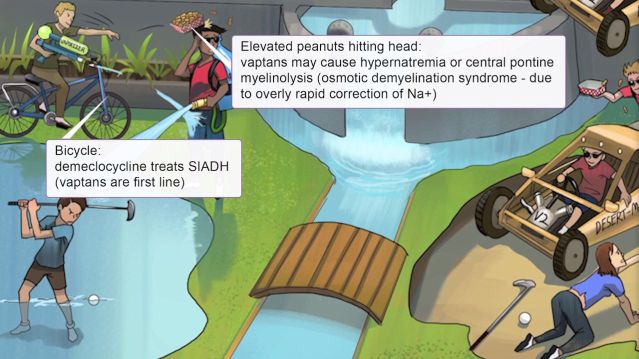 Elevated peanuts hitting head:
vaptans may cause hypernatremia or central pontine
myelinolysis (osmotic demyelination syndrome - due
to overly rapid correction of Na+)
Bicycle:
demeclocycline treats SIADH
(vaptans are first line)
V2
DESERT-M